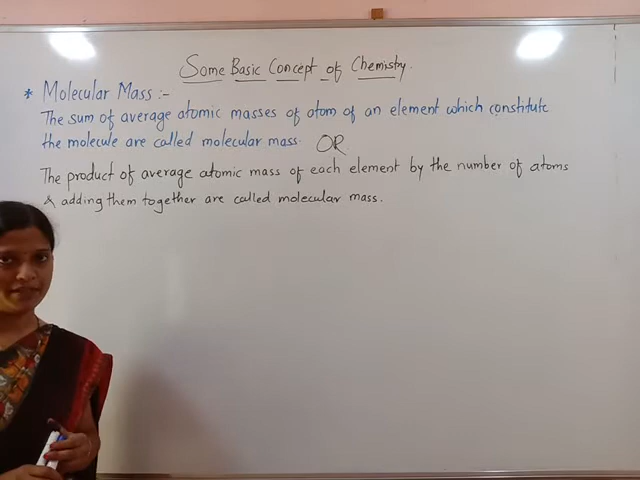 Some Basic Concept of Chemistry.
* Molecular Mass :-
The sum of average atomic masses of atom of an element which constitute
the molecule are called molecular mass. OR
The product of average atomic mass of each element by the number of atoms
& adding them together are called molecular mass.